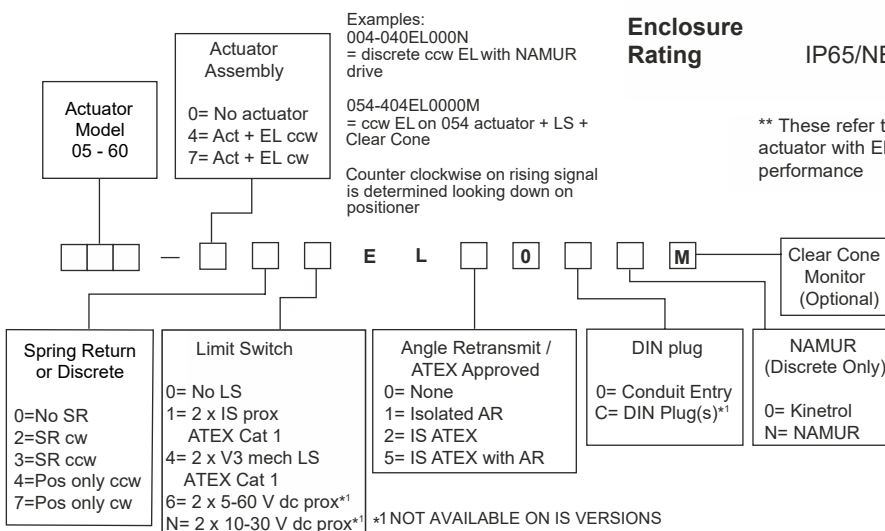 Examples:
004-040EL000N
= discrete ccw EL with NAMUR
drive
054-404EL0000M
= ccw EL on 054 actuator + LS +
Clear Cone
Counter clockwise on rising signal
is determined looking down on
positioner
Enclosure
Rating
** These refer
actuator with
performance
Actuator
Model
05 - 60
Actuator
Assembly
0= No actuator
4= Act + EL ccw
7= Act + EL cw
— E L 0 M
Clear Cone
Monitor
(Optional)
Spring Return
or Discrete
0=No SR
2=SR cw
3=SR ccw
4=Pos only ccw
7=Pos only cw
Limit Switch
0= No LS
1= 2 x IS prox
ATEX Cat 1
4= 2 x V3 mech LS
ATEX Cat 1
6= 2 x 5-60 V dc prox*1
N= 2 x 10-30 V dc prox*1
Angle Retransmit /
ATEX Approved
0= None
1= Isolated AR
2= IS ATEX
5= IS ATEX with AR
DIN plug
0= Conduit Entry
C= DIN Plug(s)*1
NAMUR
(Discrete Only)
0= Kinetrol
N= NAMUR
*1 NOT AVAILABLE ON IS VERSIONS